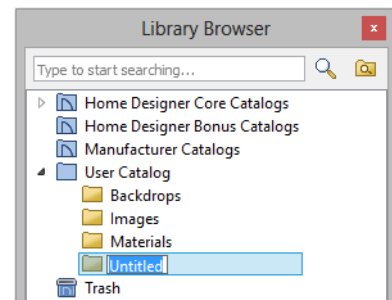 Library Browser
x
Type to start searching...
Home Designer Core Catalogs
Home Designer Bonus Catalogs
Manufacturer Catalogs
User Catalog
Backdrops
Images
Materials
Untitled
Trash